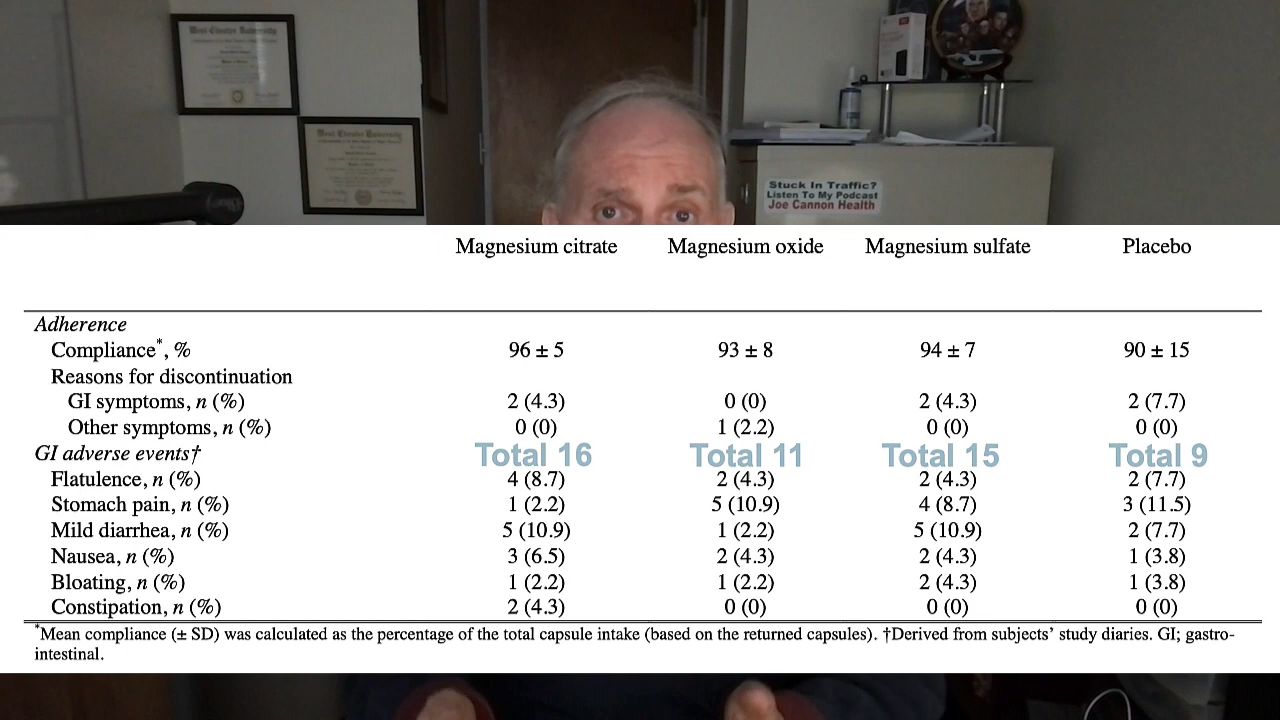 West Chester University
West Chester University
Stuck In Traffic?
Listen To My Podcast
Joe Cannon Health
Magnesium citrate Magnesium oxide Magnesium sulfate Placebo
Adherence
Compliance*, % 96 ± 5 93 ± 8 94 ± 7 90 ± 15
Reasons for discontinuation
GI symptoms, n (%) 2 (4.3) 0 (0) 2 (4.3) 2 (7.7)
Other symptoms, n (%) 0 (0) 1 (2.2) 0 (0) 0 (0)
GI adverse events† Total 16 Total 11 Total 15 Total 9
Flatulence, n (%) 4 (8.7) 2 (4.3) 2 (4.3) 2 (7.7)
Stomach pain, n (%) 1 (2.2) 5 (10.9) 4 (8.7) 3 (11.5)
Mild diarrhea, n (%) 5 (10.9) 1 (2.2) 5 (10.9) 2 (7.7)
Nausea, n (%) 3 (6.5) 2 (4.3) 2 (4.3) 1 (3.8)
Bloating, n (%) 1 (2.2) 1 (2.2) 2 (4.3) 1 (3.8)
Constipation, n (%) 2 (4.3) 0 (0) 0 (0) 0 (0)
*Mean compliance (± SD) was calculated as the percentage of the total capsule intake (based on the returned capsules). †Derived from subjects’ study diaries. GI; gastro-
intestinal.